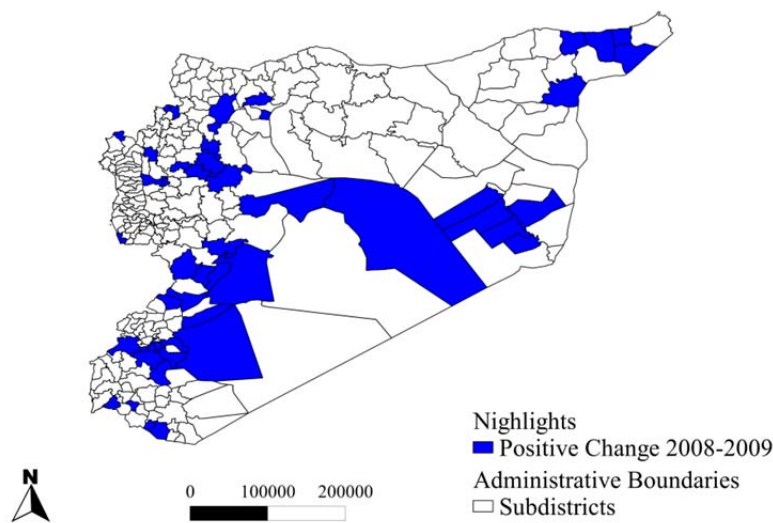 Nighlights
Positive Change 2008-2009
Administrative Boundaries
Subdistricts
N
0 100000 200000